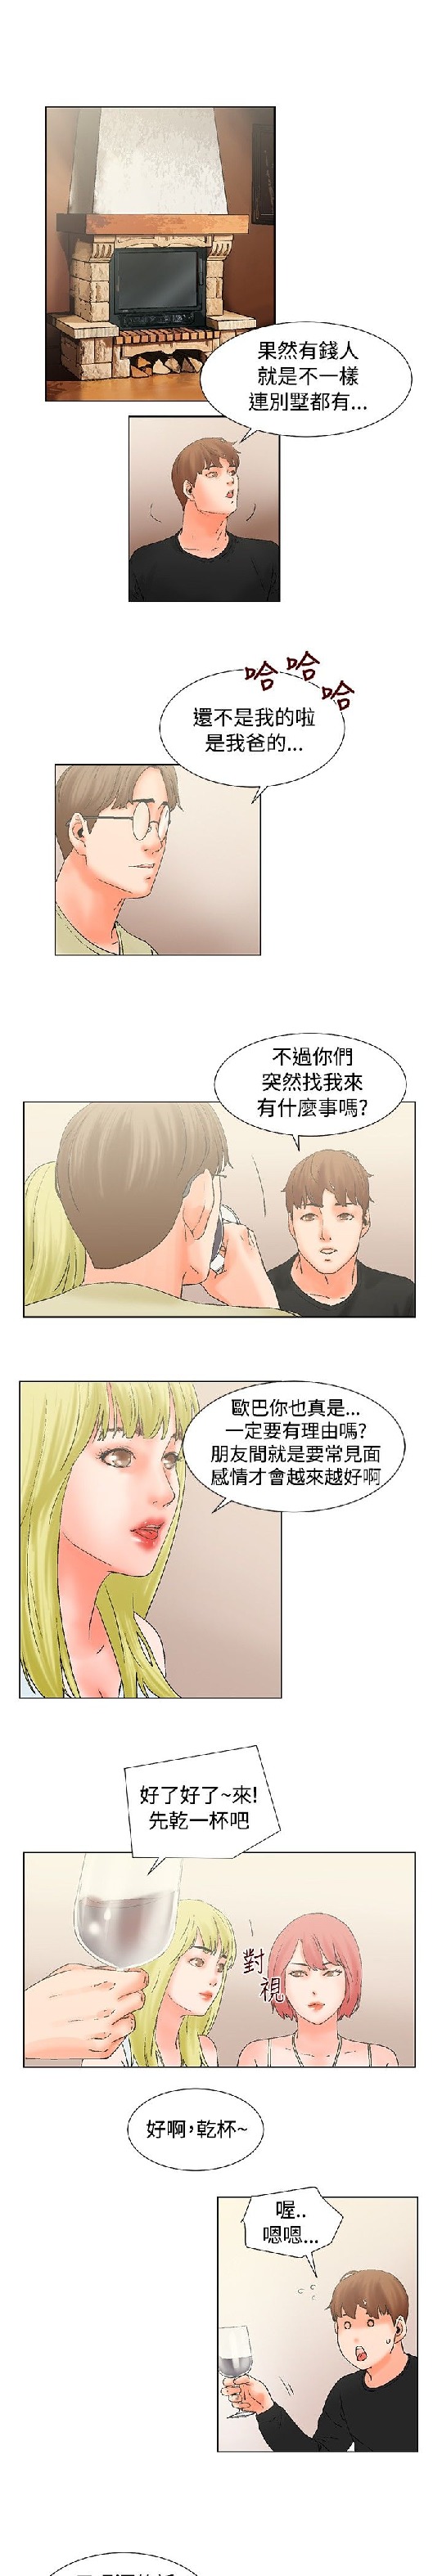 果然有錢人
就是不一樣
連別墅都有...
哈哈哈
還不是我的啦
是我爸的...
不過你們
突然找我來
有什麼事嗎?
歐巴你也真是...
一定要有理由嗎?
朋友間就是要常見面
感情才會越來越好啊
好了好了~來!
先乾一杯吧
對視
好啊,乾杯~
喔..
嗯嗯...